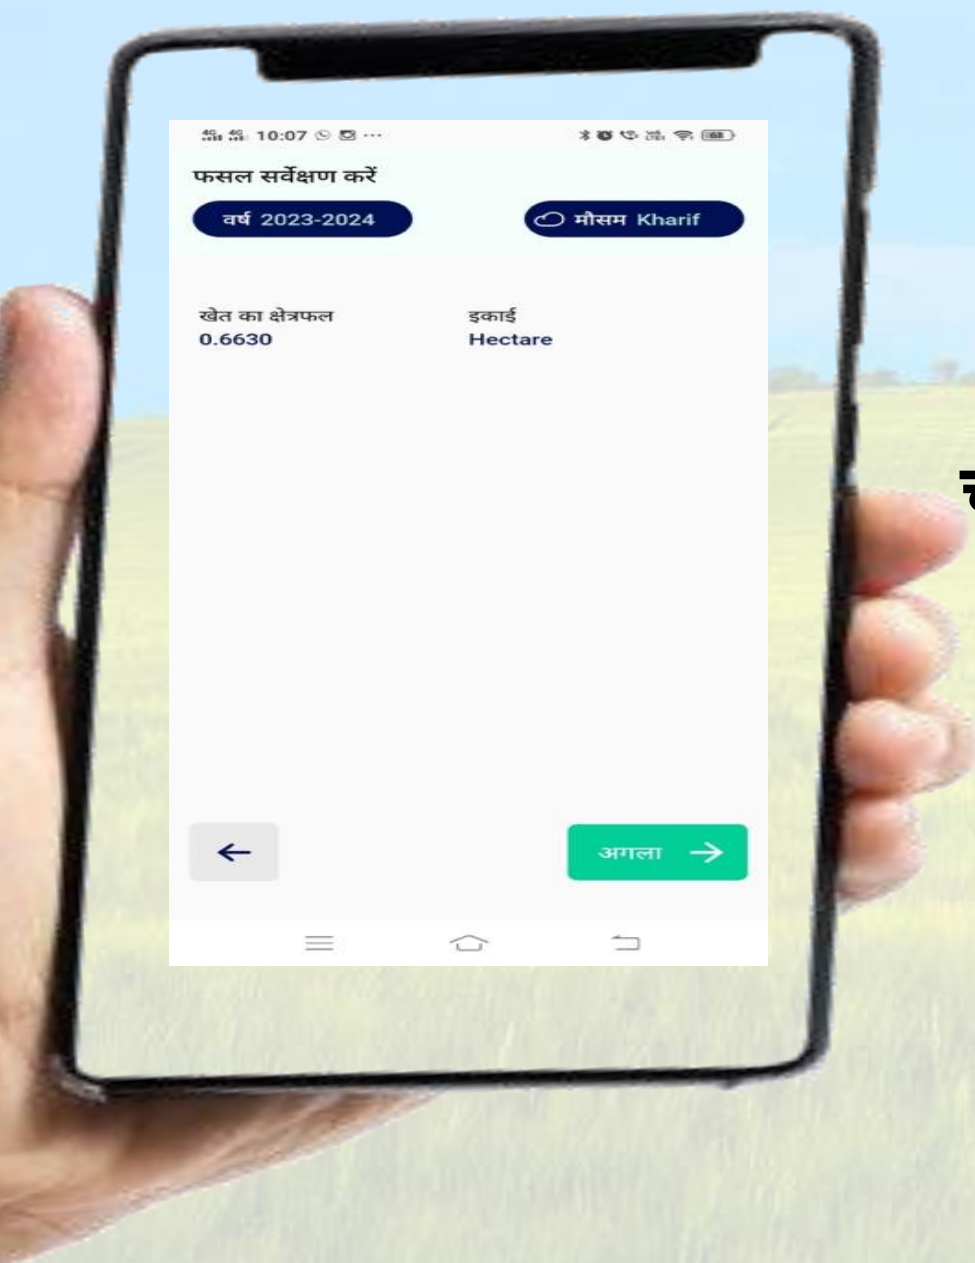 10:07
फसल सर्वेक्षण करें
वर्ष 2023-2024 मौसम Kharif
खेत का क्षेत्रफल इकाई
0.6630 Hectare
अगला